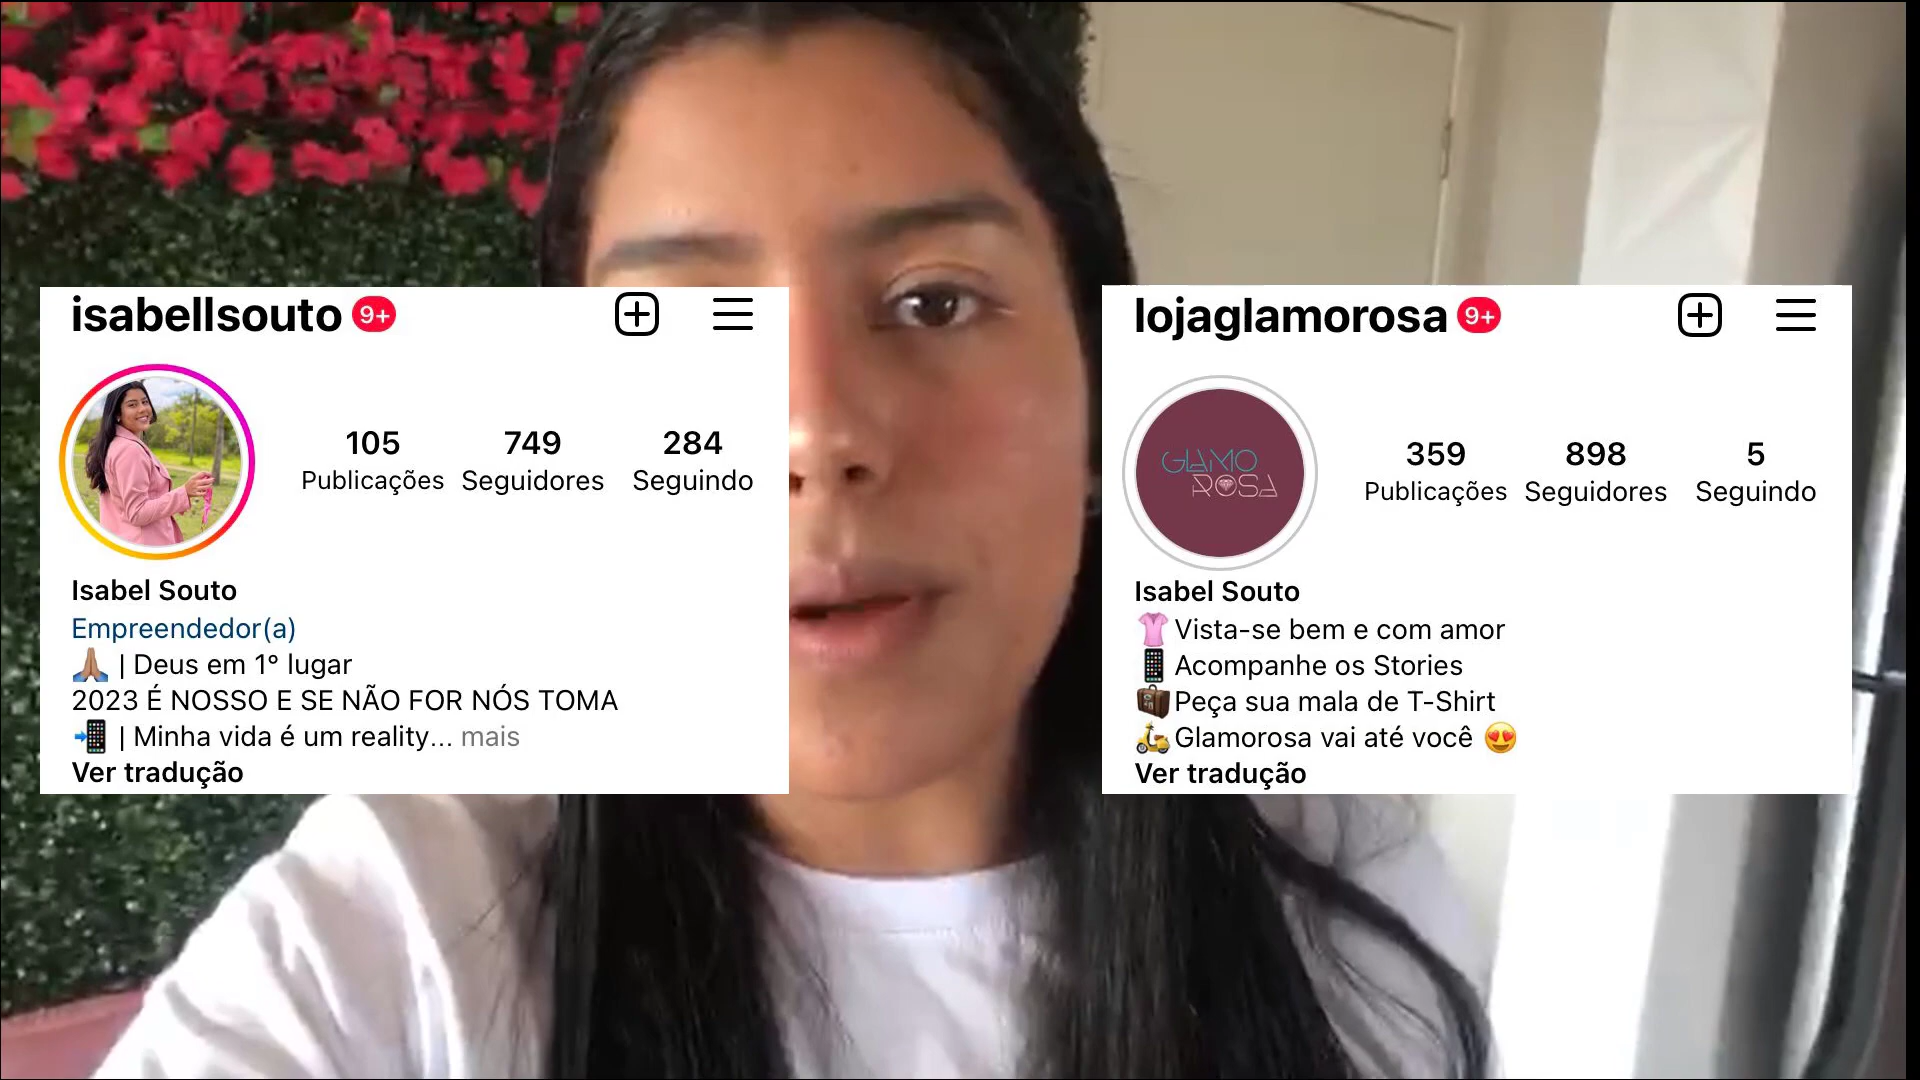 isabellsouto 9+
105 749 284
Publicações Seguidores Seguindo
Isabel Souto
Empreendedor(a)
🙏🏽 | Deus em 1º lugar
2023 É NOSSO E SE NÃO FOR NÓS TOMA
📲 | Minha vida é um reality... mais
Ver tradução
lojaglamorosa 9+
GLAMO
ROSA
359 898 5
Publicações Seguidores Seguindo
Isabel Souto
👚Vista-se bem e com amor
📱Acompanhe os Stories
🧳Peça sua mala de T-Shirt
🛵Glamorosa vai até você 😍
Ver tradução